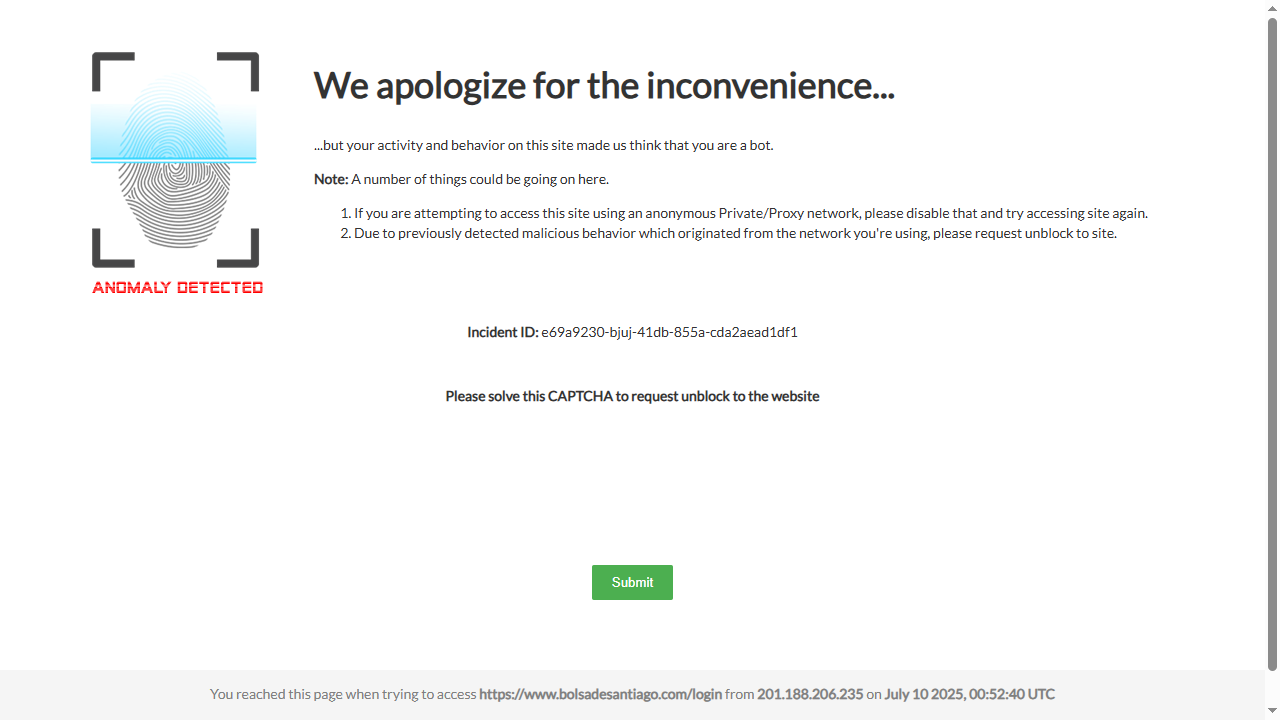 We apologize for the inconvenience...
...but your activity and behavior on this site made us think that you are a bot.
Note: A number of things could be going on here.
1. If you are attempting to access this site using an anonymous Private/Proxy network, please disable that and try accessing site again.
2. Due to previously detected malicious behavior which originated from the network you're using, please request unblock to site.
ANOMALY DETECTED
Incident ID: e69a9230-bjuj-41db-855a-cda2aead1df1
Please solve this CAPTCHA to request unblock to the website
Submit
You reached this page when trying to access https://www.bolsadesantiago.com/login from 201.188.206.235 on July 10 2025, 00:52:40 UTC